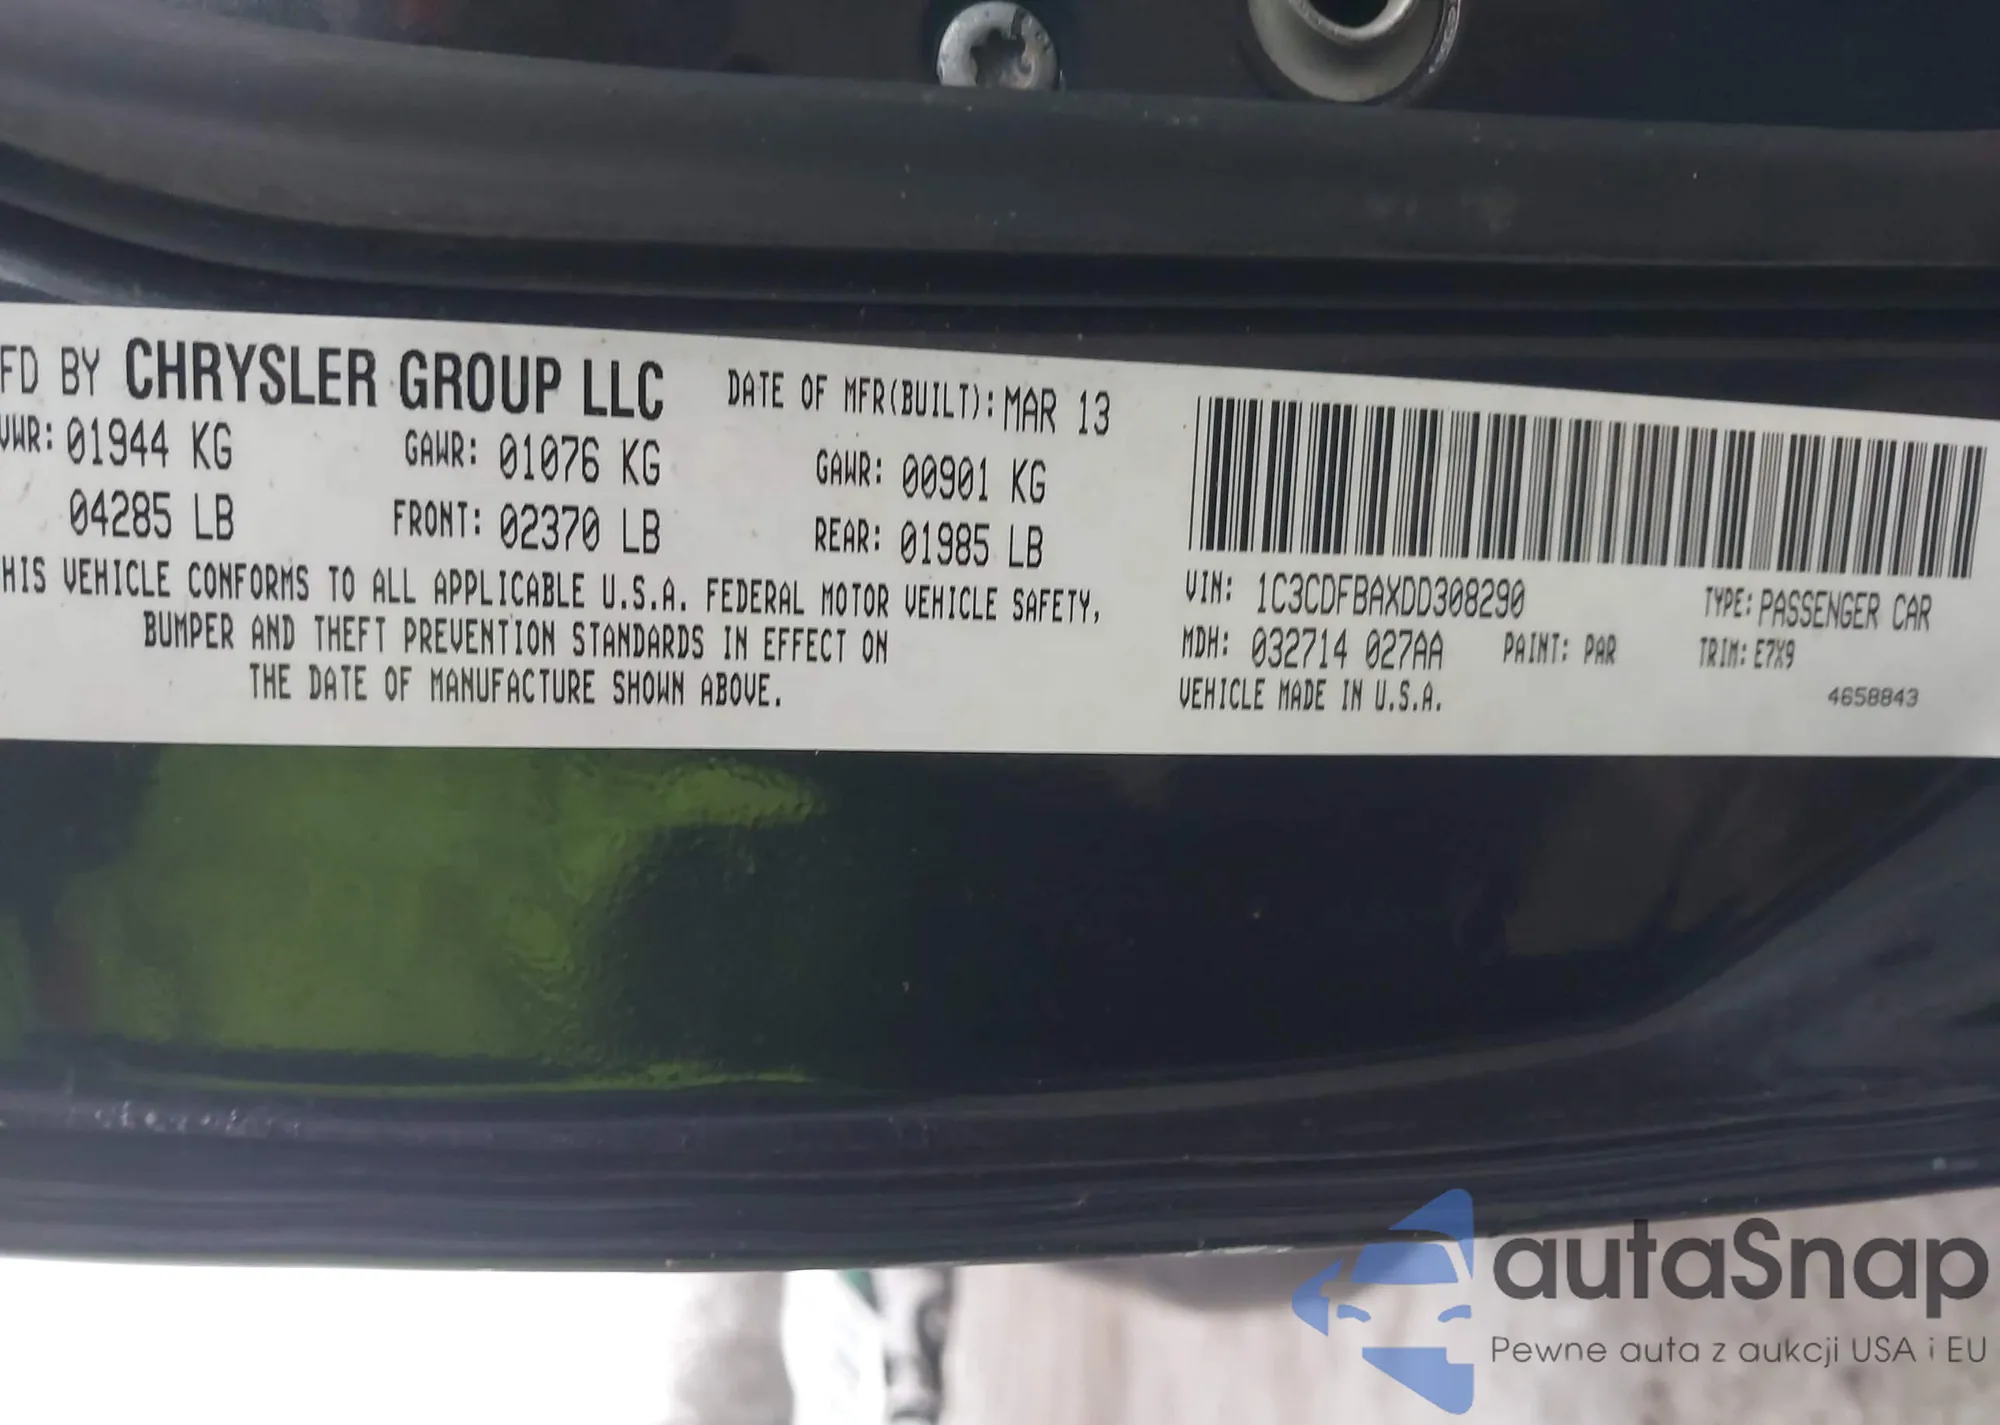 FD BY CHRYSLER GROUP LLC DATE OF MFR(BUILT): MAR 13
VWR: 01944 KG GAWR: 01076 KG GAWR: 00901 KG
04285 LB FRONT: 02370 LB REAR: 01985 LB
HIS VEHICLE CONFORMS TO ALL APPLICABLE U.S.A. FEDERAL MOTOR VEHICLE SAFETY,
BUMPER AND THEFT PREVENTION STANDARDS IN EFFECT ON
THE DATE OF MANUFACTURE SHOWN ABOVE.
VIN: 1C3CDFBAXDD308290 TYPE: PASSENGER CAR
MDH: 032714 027AA PAINT: PAR TRIM: E7X9
VEHICLE MADE IN U.S.A. 4658843
autaSnap
Pewne auta z aukcji USA i EU